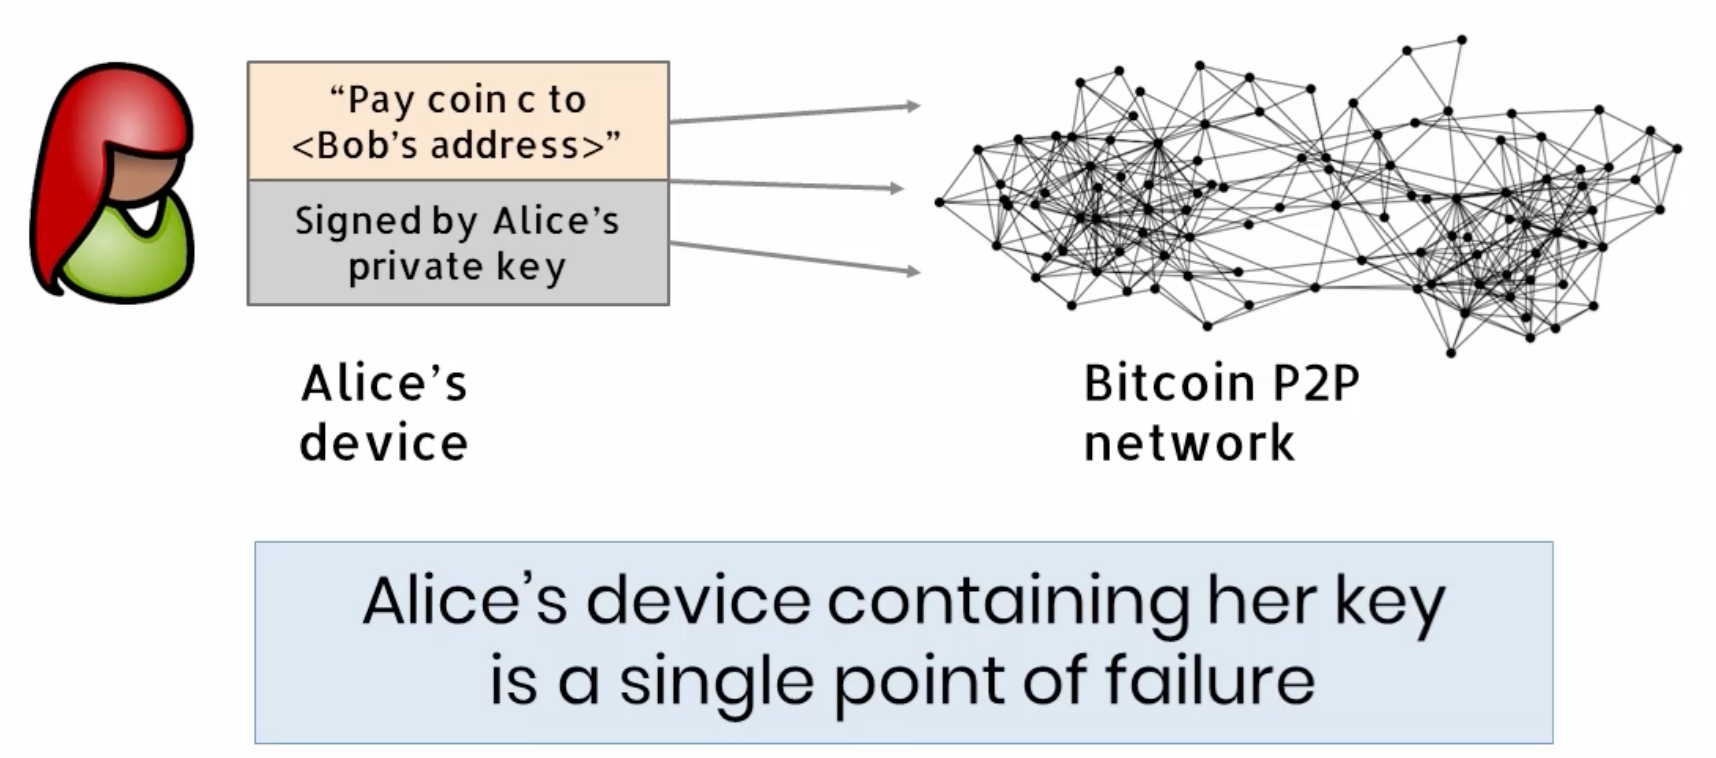 “Pay coin c to
<Bob’s address>”
Signed by Alice’s
private key
Alice’s
device
Bitcoin P2P
network
Alice’s device containing her key
is a single point of failure